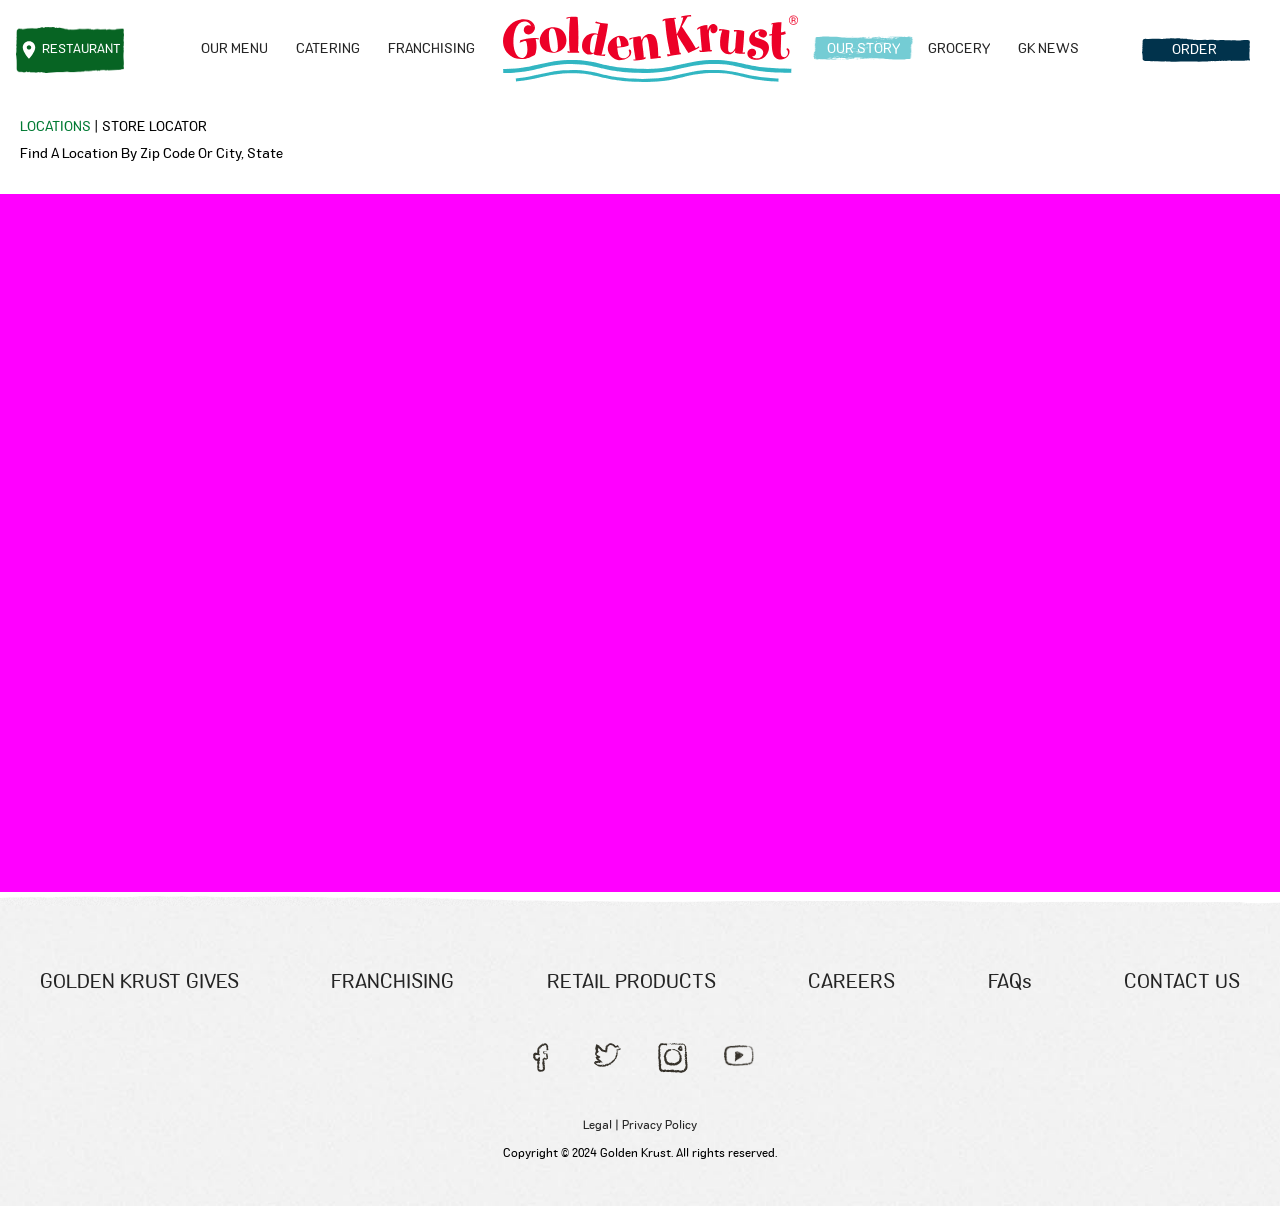 RESTAURANT
OUR MENU
CATERING
FRANCHISING
Golden Krust®
OUR STORY
GROCERY
GK NEWS
ORDER
LOCATIONS | STORE LOCATOR
Find A Location By Zip Code Or City, State
GOLDEN KRUST GIVES
FRANCHISING
RETAIL PRODUCTS
CAREERS
FAQs
CONTACT US
Legal | Privacy Policy
Copyright © 2024 Golden Krust. All rights reserved.